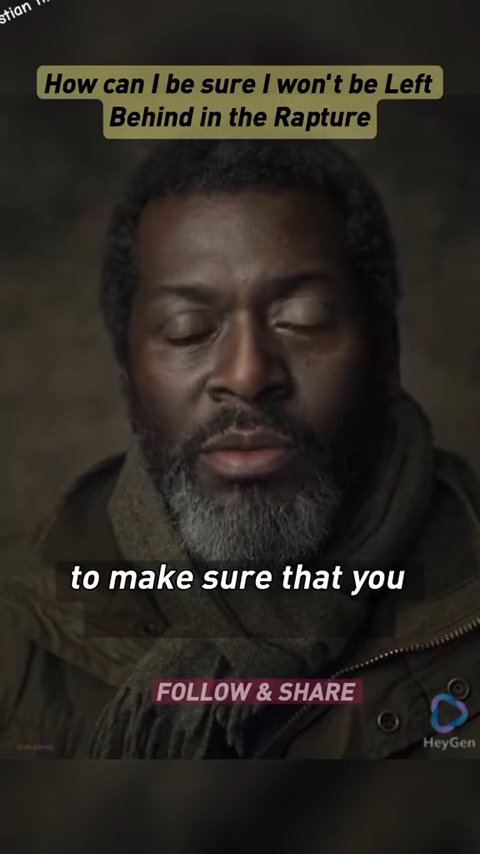 How can I be sure I won't be Left
Behind in the Rapture
to make sure that you
FOLLOW & SHARE
HeyGen